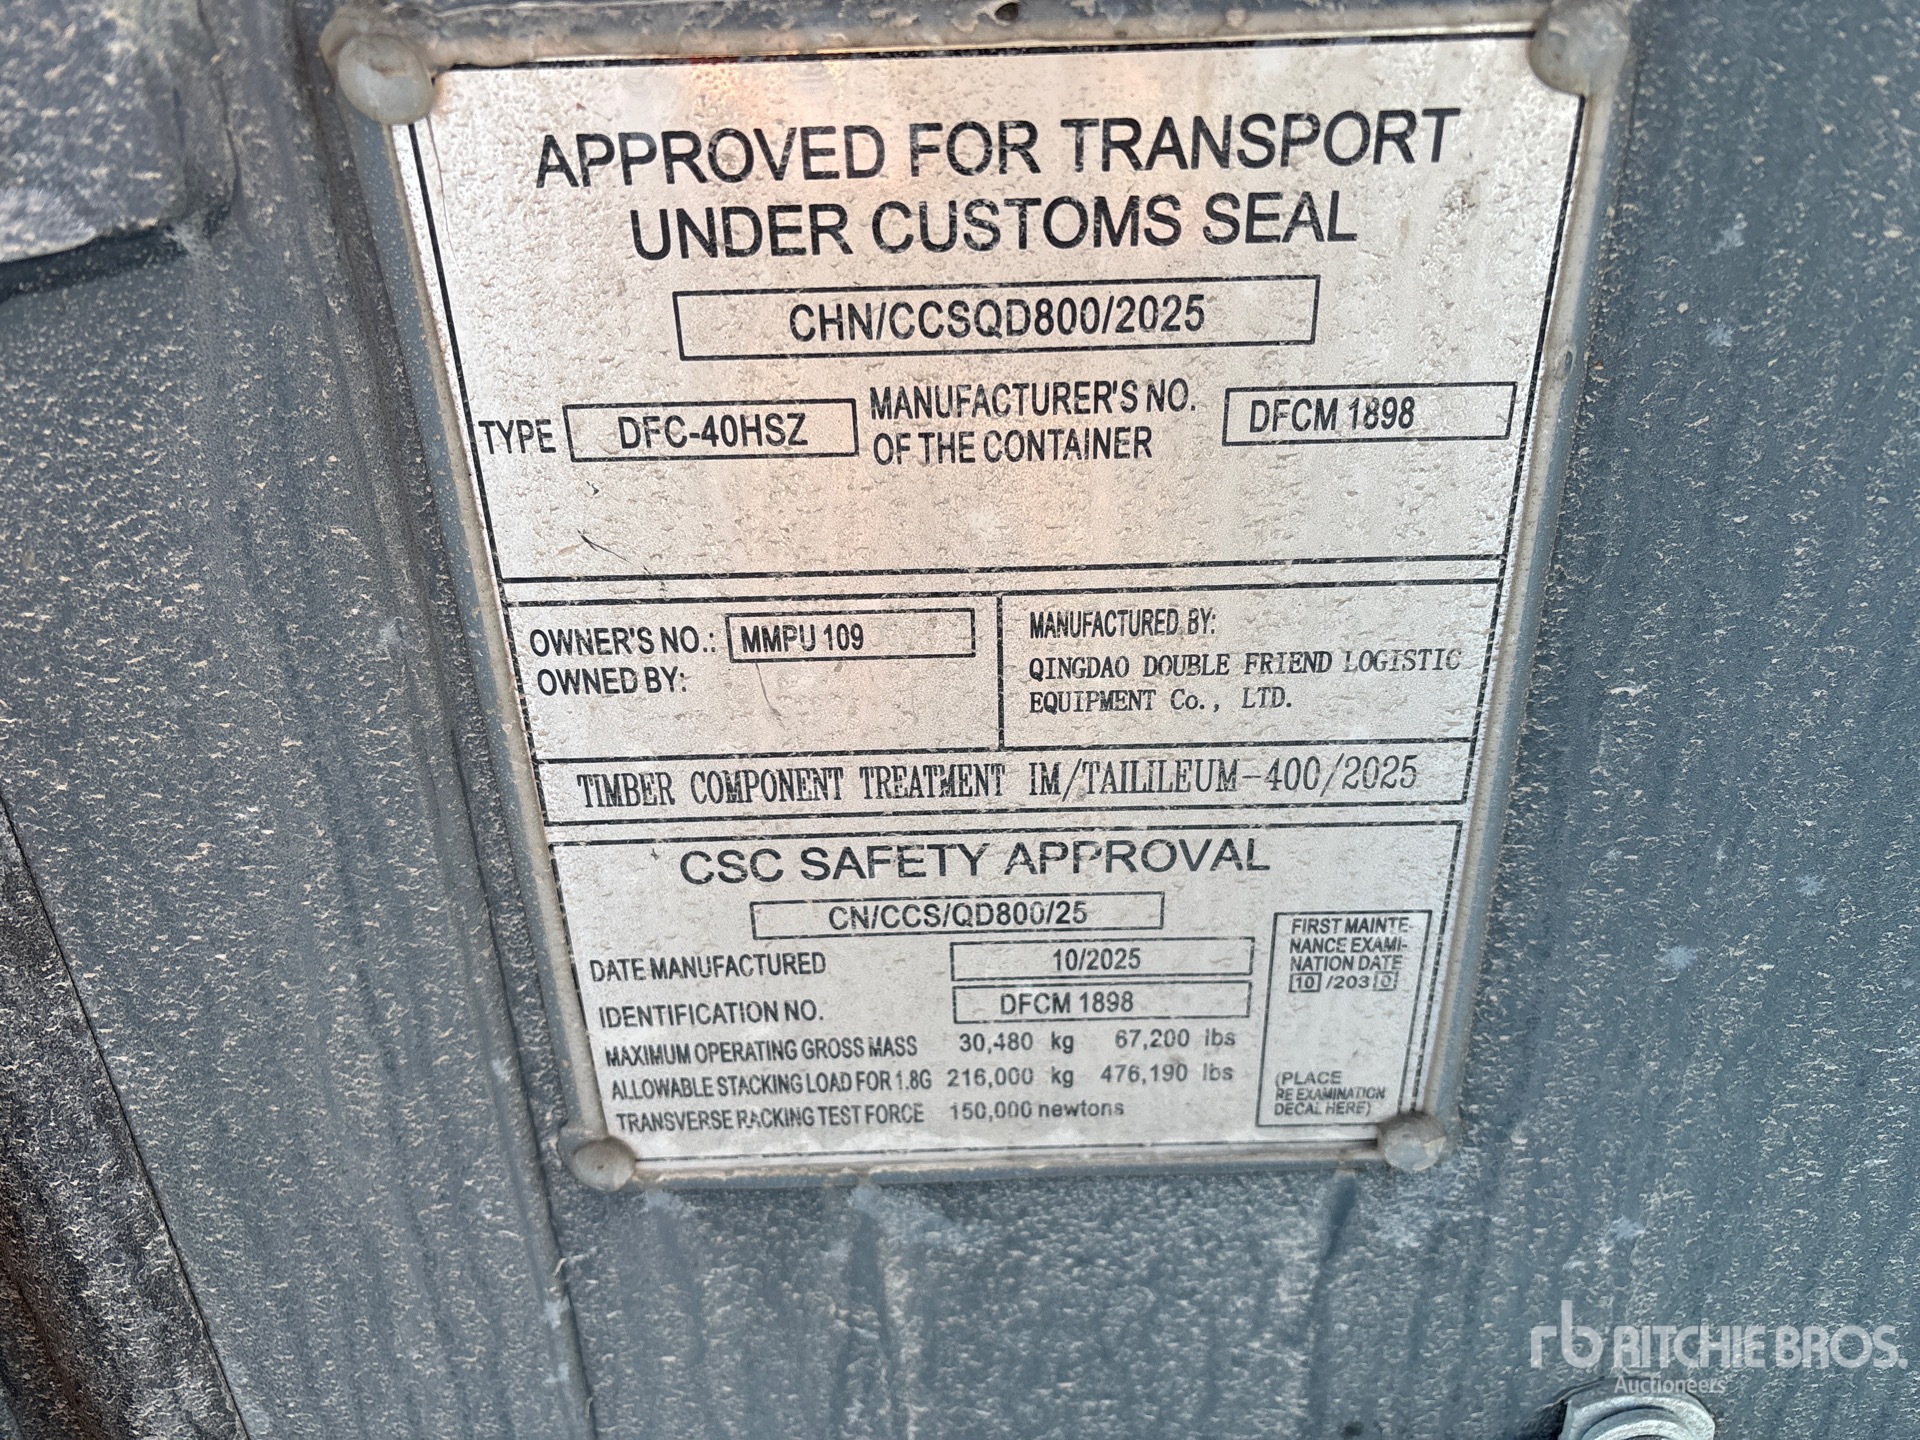 APPROVED FOR TRANSPORT
UNDER CUSTOMS SEAL
CHN/CCSQD800/2025
TYPE DFC-40HSZ MANUFACTURER'S NO. OF THE CONTAINER DFCM 1898
OWNER'S NO.: MMPU 109
OWNED BY:
MANUFACTURED BY:
QINGDAO DOUBLE FRIEND LOGISTIC
EQUIPMENT Co., LTD.
TIMBER COMPONENT TREATMENT IM/TAILILEUM-400/2025
CSC SAFETY APPROVAL
CN/CCS/QD800/25
DATE MANUFACTURED 10/2025
IDENTIFICATION NO. DFCM 1898
MAXIMUM OPERATING GROSS MASS 30,480 kg 67,200 lbs
ALLOWABLE STACKING LOAD FOR 1.8G 216,000 kg 476,190 lbs
TRANSVERSE RACKING TEST FORCE 150,000 newtons
FIRST MAINTE-
NANCE EXAMI-
NATION DATE
10 /203 0
(PLACE
RE EXAMINATION
DECAL HERE)
rb RITCHIE BROS.
Auctioneers